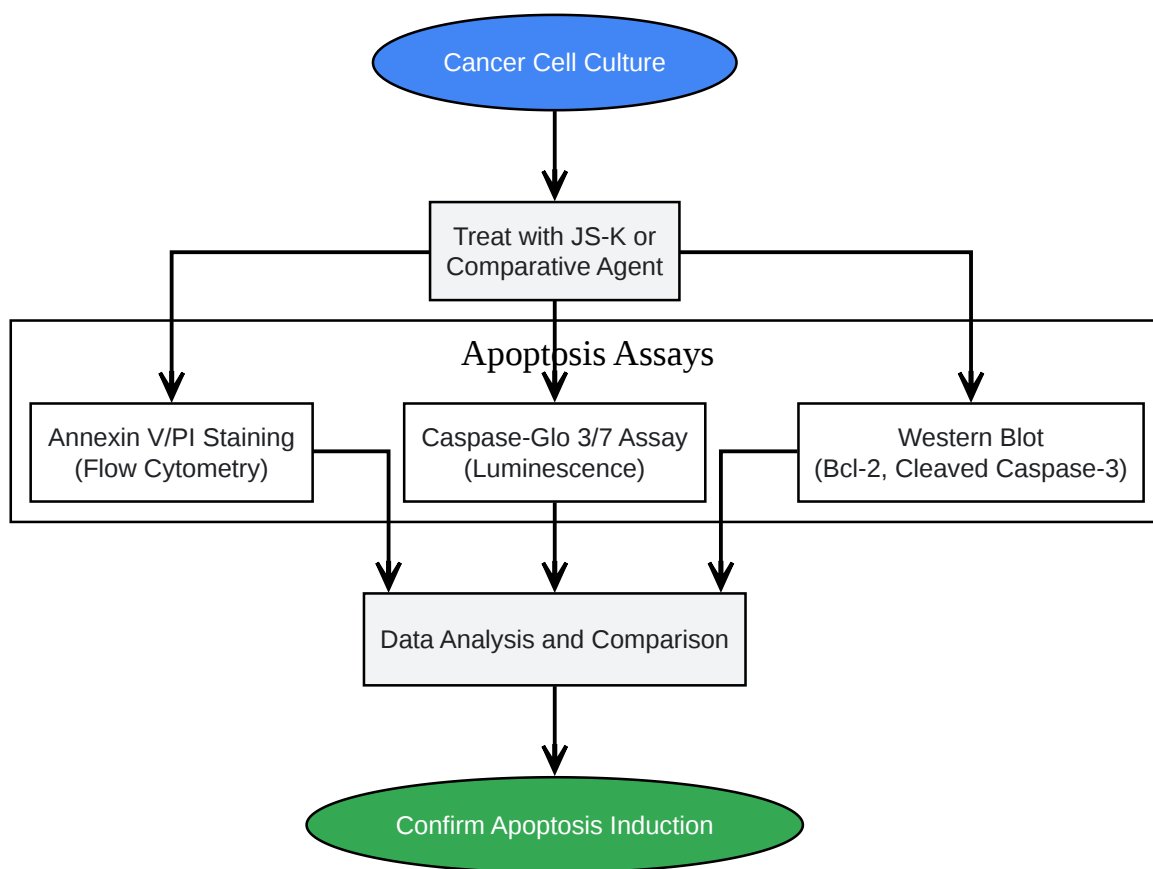 Cancer Cell Culture
Treat with JS-K or
Comparative Agent
Apoptosis Assays
Annexin V/PI Staining
(Flow Cytometry)
Caspase-Glo 3/7 Assay
(Luminescence)
Western Blot
(Bcl-2, Cleaved Caspase-3)
Data Analysis and Comparison
Confirm Apoptosis Induction